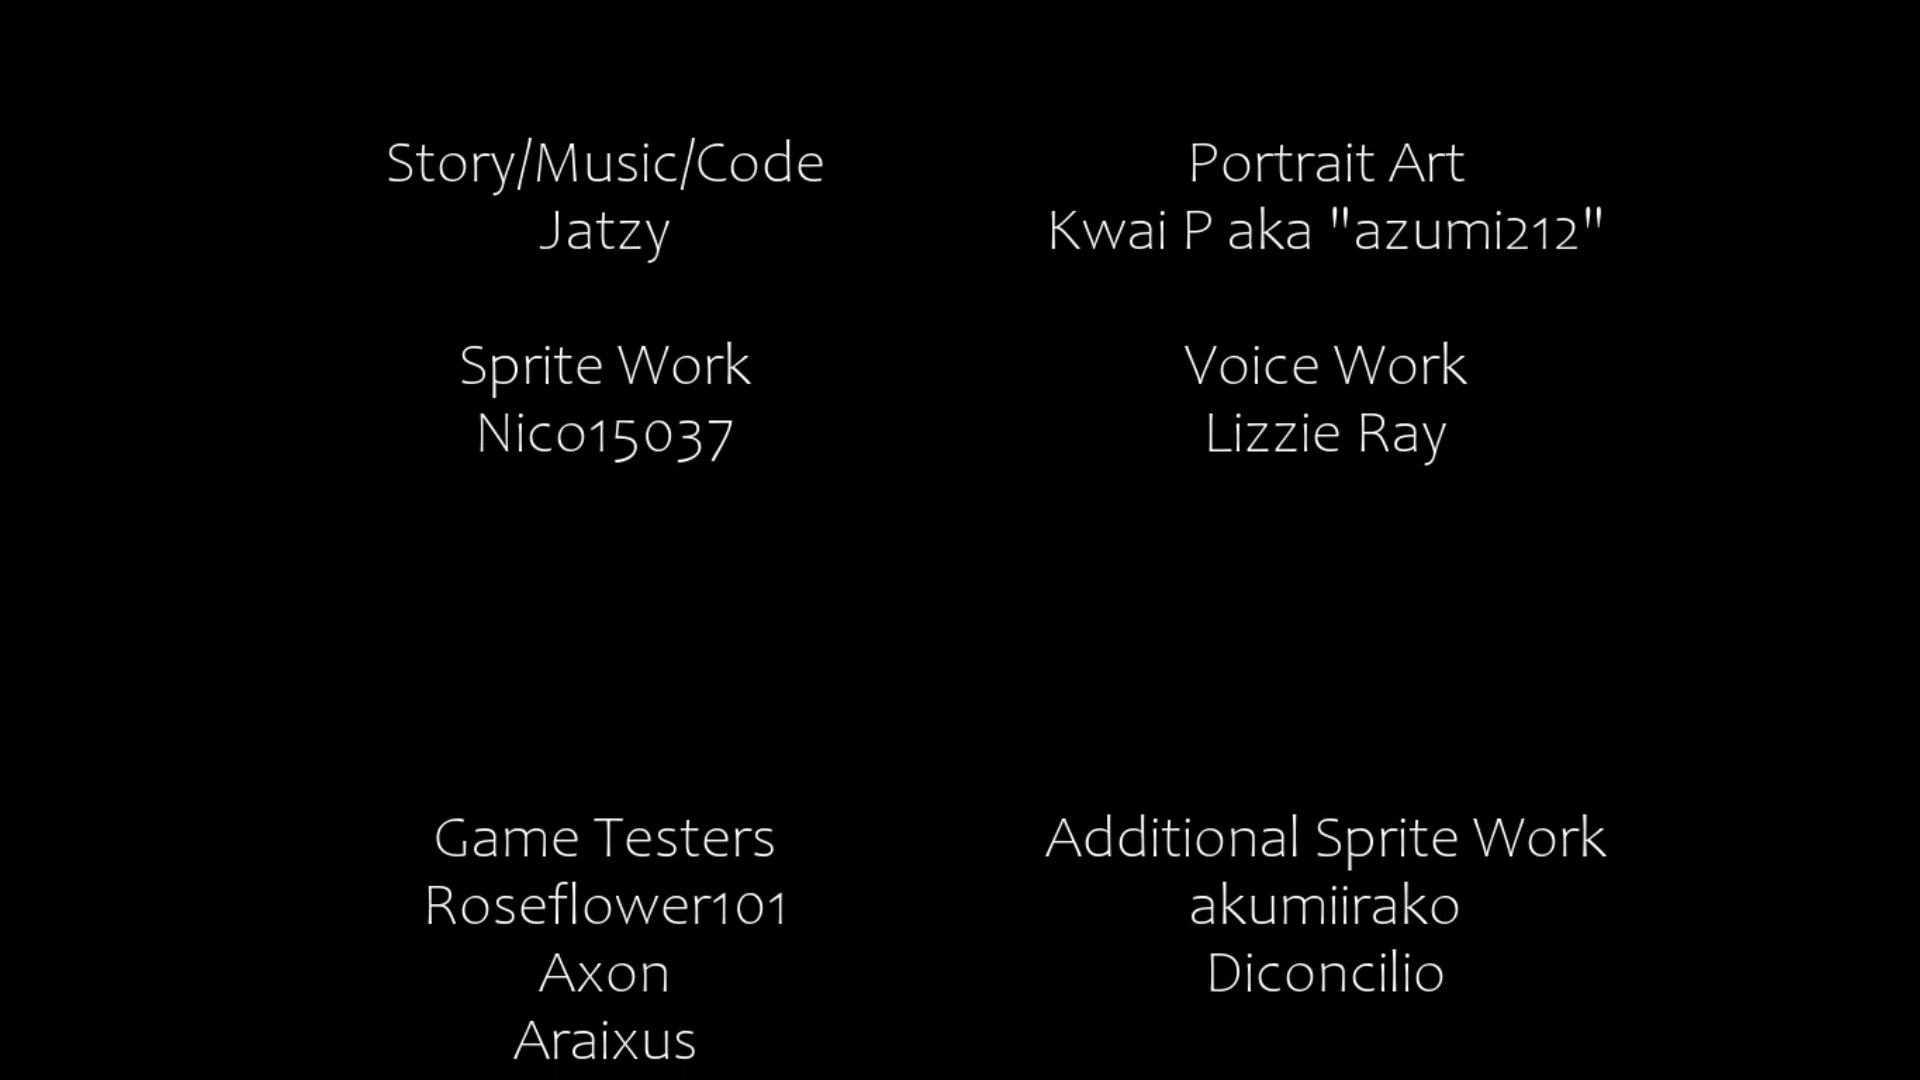 Story/Music/Code
Jatzy
Portrait Art
Kwai P aka "azumi212"
Sprite Work
Nico15037
Voice Work
Lizzie Ray
Game Testers
Roseflower101
Axon
Araixus
Additional Sprite Work
akumiirako
Diconcilio